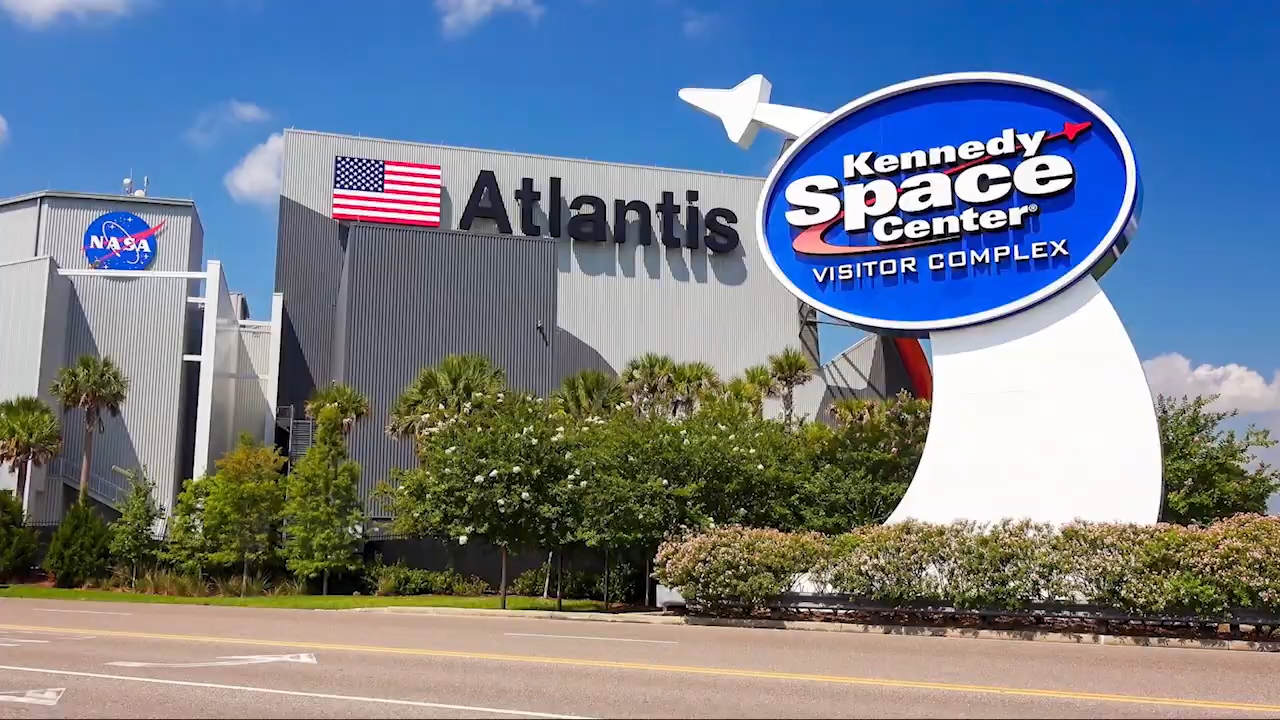 NASA
Atlantis
Kennedy
Space
Center®
VISITOR COMPLEX